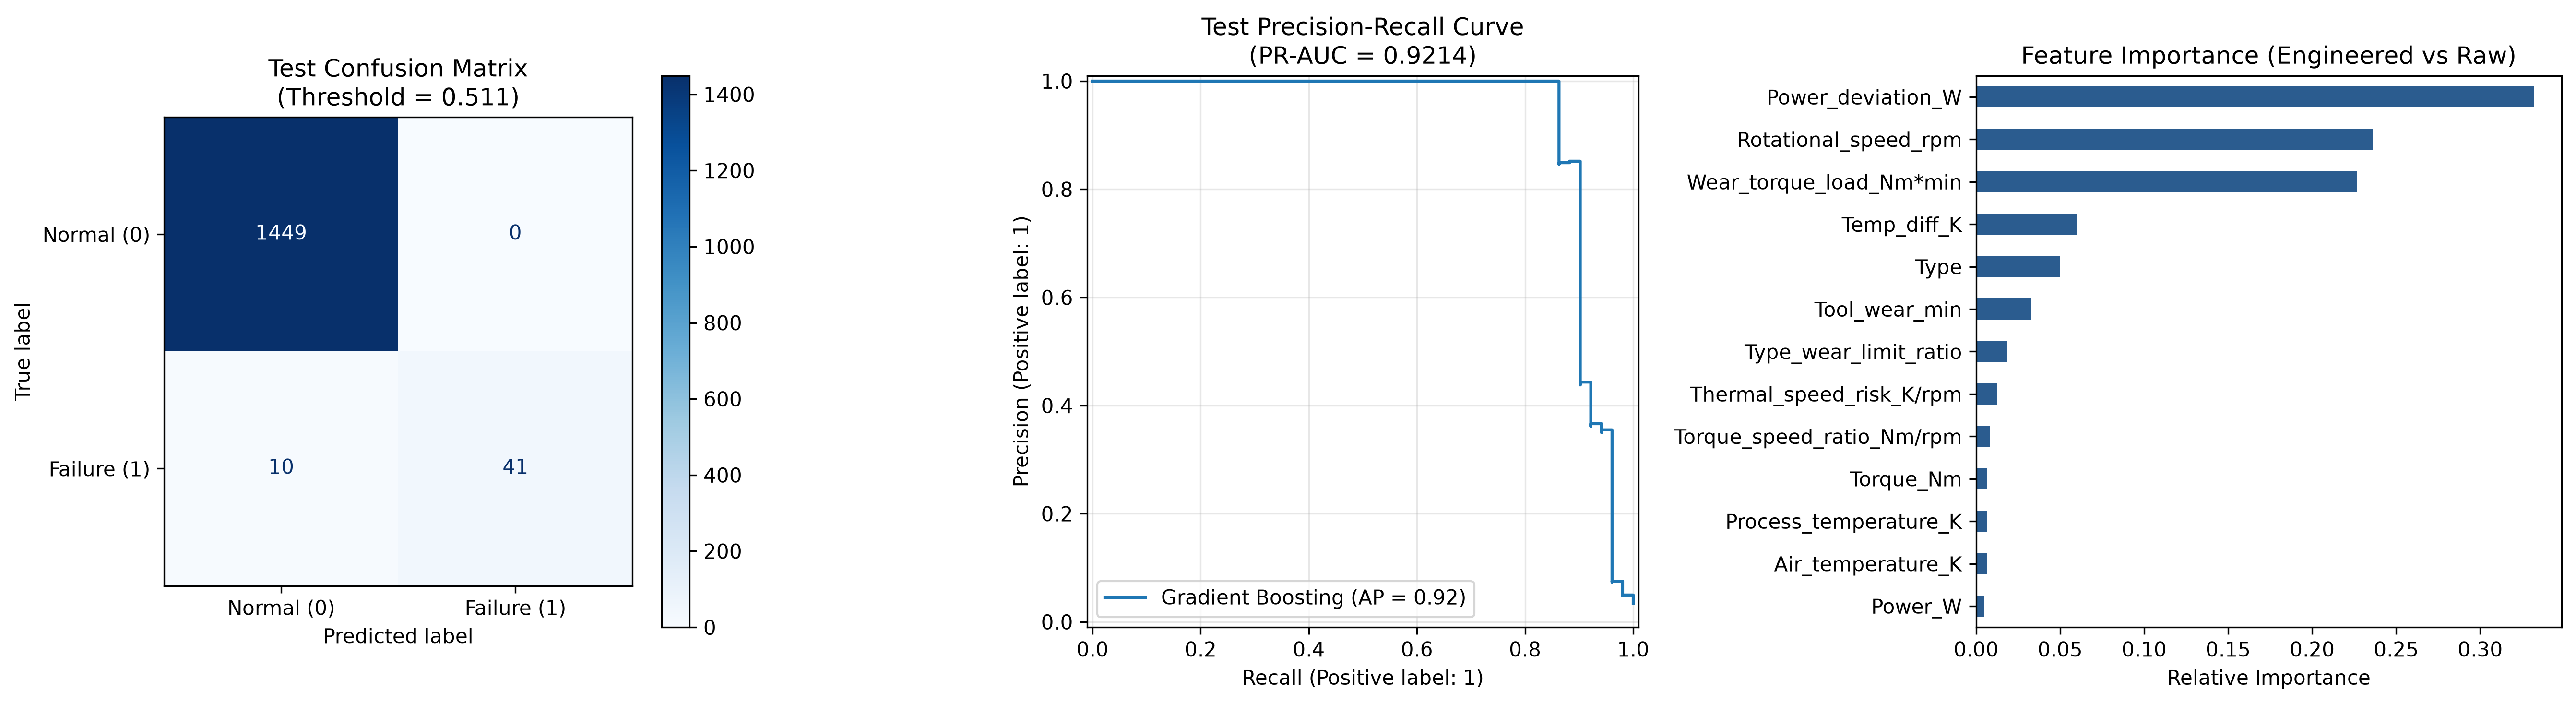 Test Confusion Matrix
(Threshold = 0.511)
True label
Normal (0)
Failure (1)
1449
0
10
41
Normal (0)
Failure (1)
Predicted label
1400
1200
1000
800
600
400
200
0
Test Precision-Recall Curve
(PR-AUC = 0.9214)
Precision (Positive label: 1)
1.0
0.8
0.6
0.4
0.2
0.0
Gradient Boosting (AP = 0.92)
0.0
0.2
0.4
0.6
0.8
1.0
Recall (Positive label: 1)
Feature Importance (Engineered vs Raw)
Power_deviation_W
Rotational_speed_rpm
Wear_torque_load_Nm*min
Temp_diff_K
Type
Tool_wear_min
Type_wear_limit_ratio
Thermal_speed_risk_K/rpm
Torque_speed_ratio_Nm/rpm
Torque_Nm
Process_temperature_K
Air_temperature_K
Power_W
0.00
0.05
0.10
0.15
0.20
0.25
0.30
Relative Importance